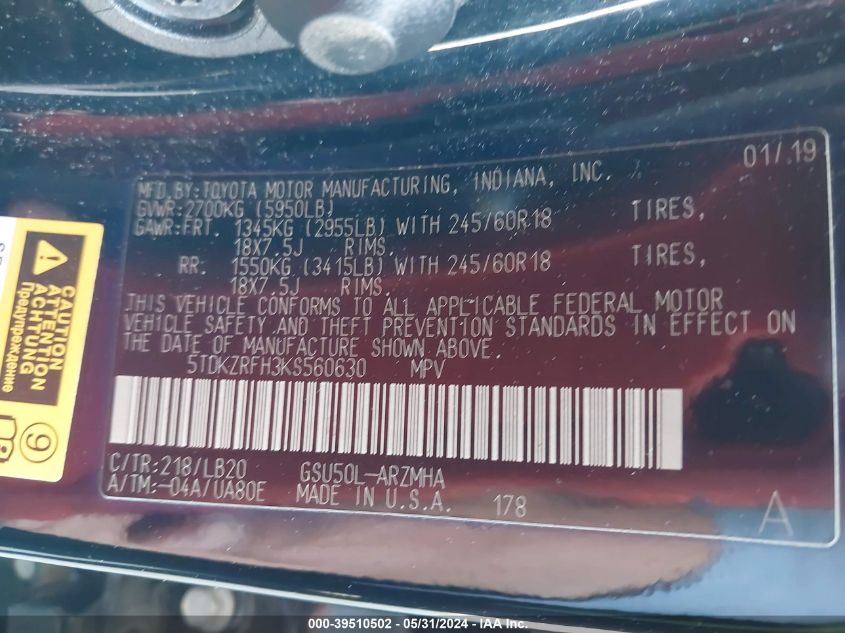 01/19
MFD.BY:TOYOTA MOTOR MANUFACTURING, INDIANA, INC.
GVWR:2700KG (5950LB)
GAWR:FRT. 1345KG (2955LB) WITH 245/60R18 TIRES,
18X7.5J RIMS.
RR. 1550KG (3415LB) WITH 245/60R18 TIRES,
18X7.5J RIMS.
THIS VEHICLE CONFORMS TO ALL APPLICABLE FEDERAL MOTOR
VEHICLE SAFETY AND THEFT PREVENTION STANDARDS IN EFFECT ON
THE DATE OF MANUFACTURE SHOWN ABOVE.
5TDKZRFH3KS560630 MPV
C/TR:218/LB20 GSU50L-ARZMHA
A/TM:-04A/UA80E MADE IN U.S.A. 178
A
CAUTION
ATTENTION
ACHTUNG
Предупреждение
9
000-39510502 - 05/31/2024 - IAA Inc.